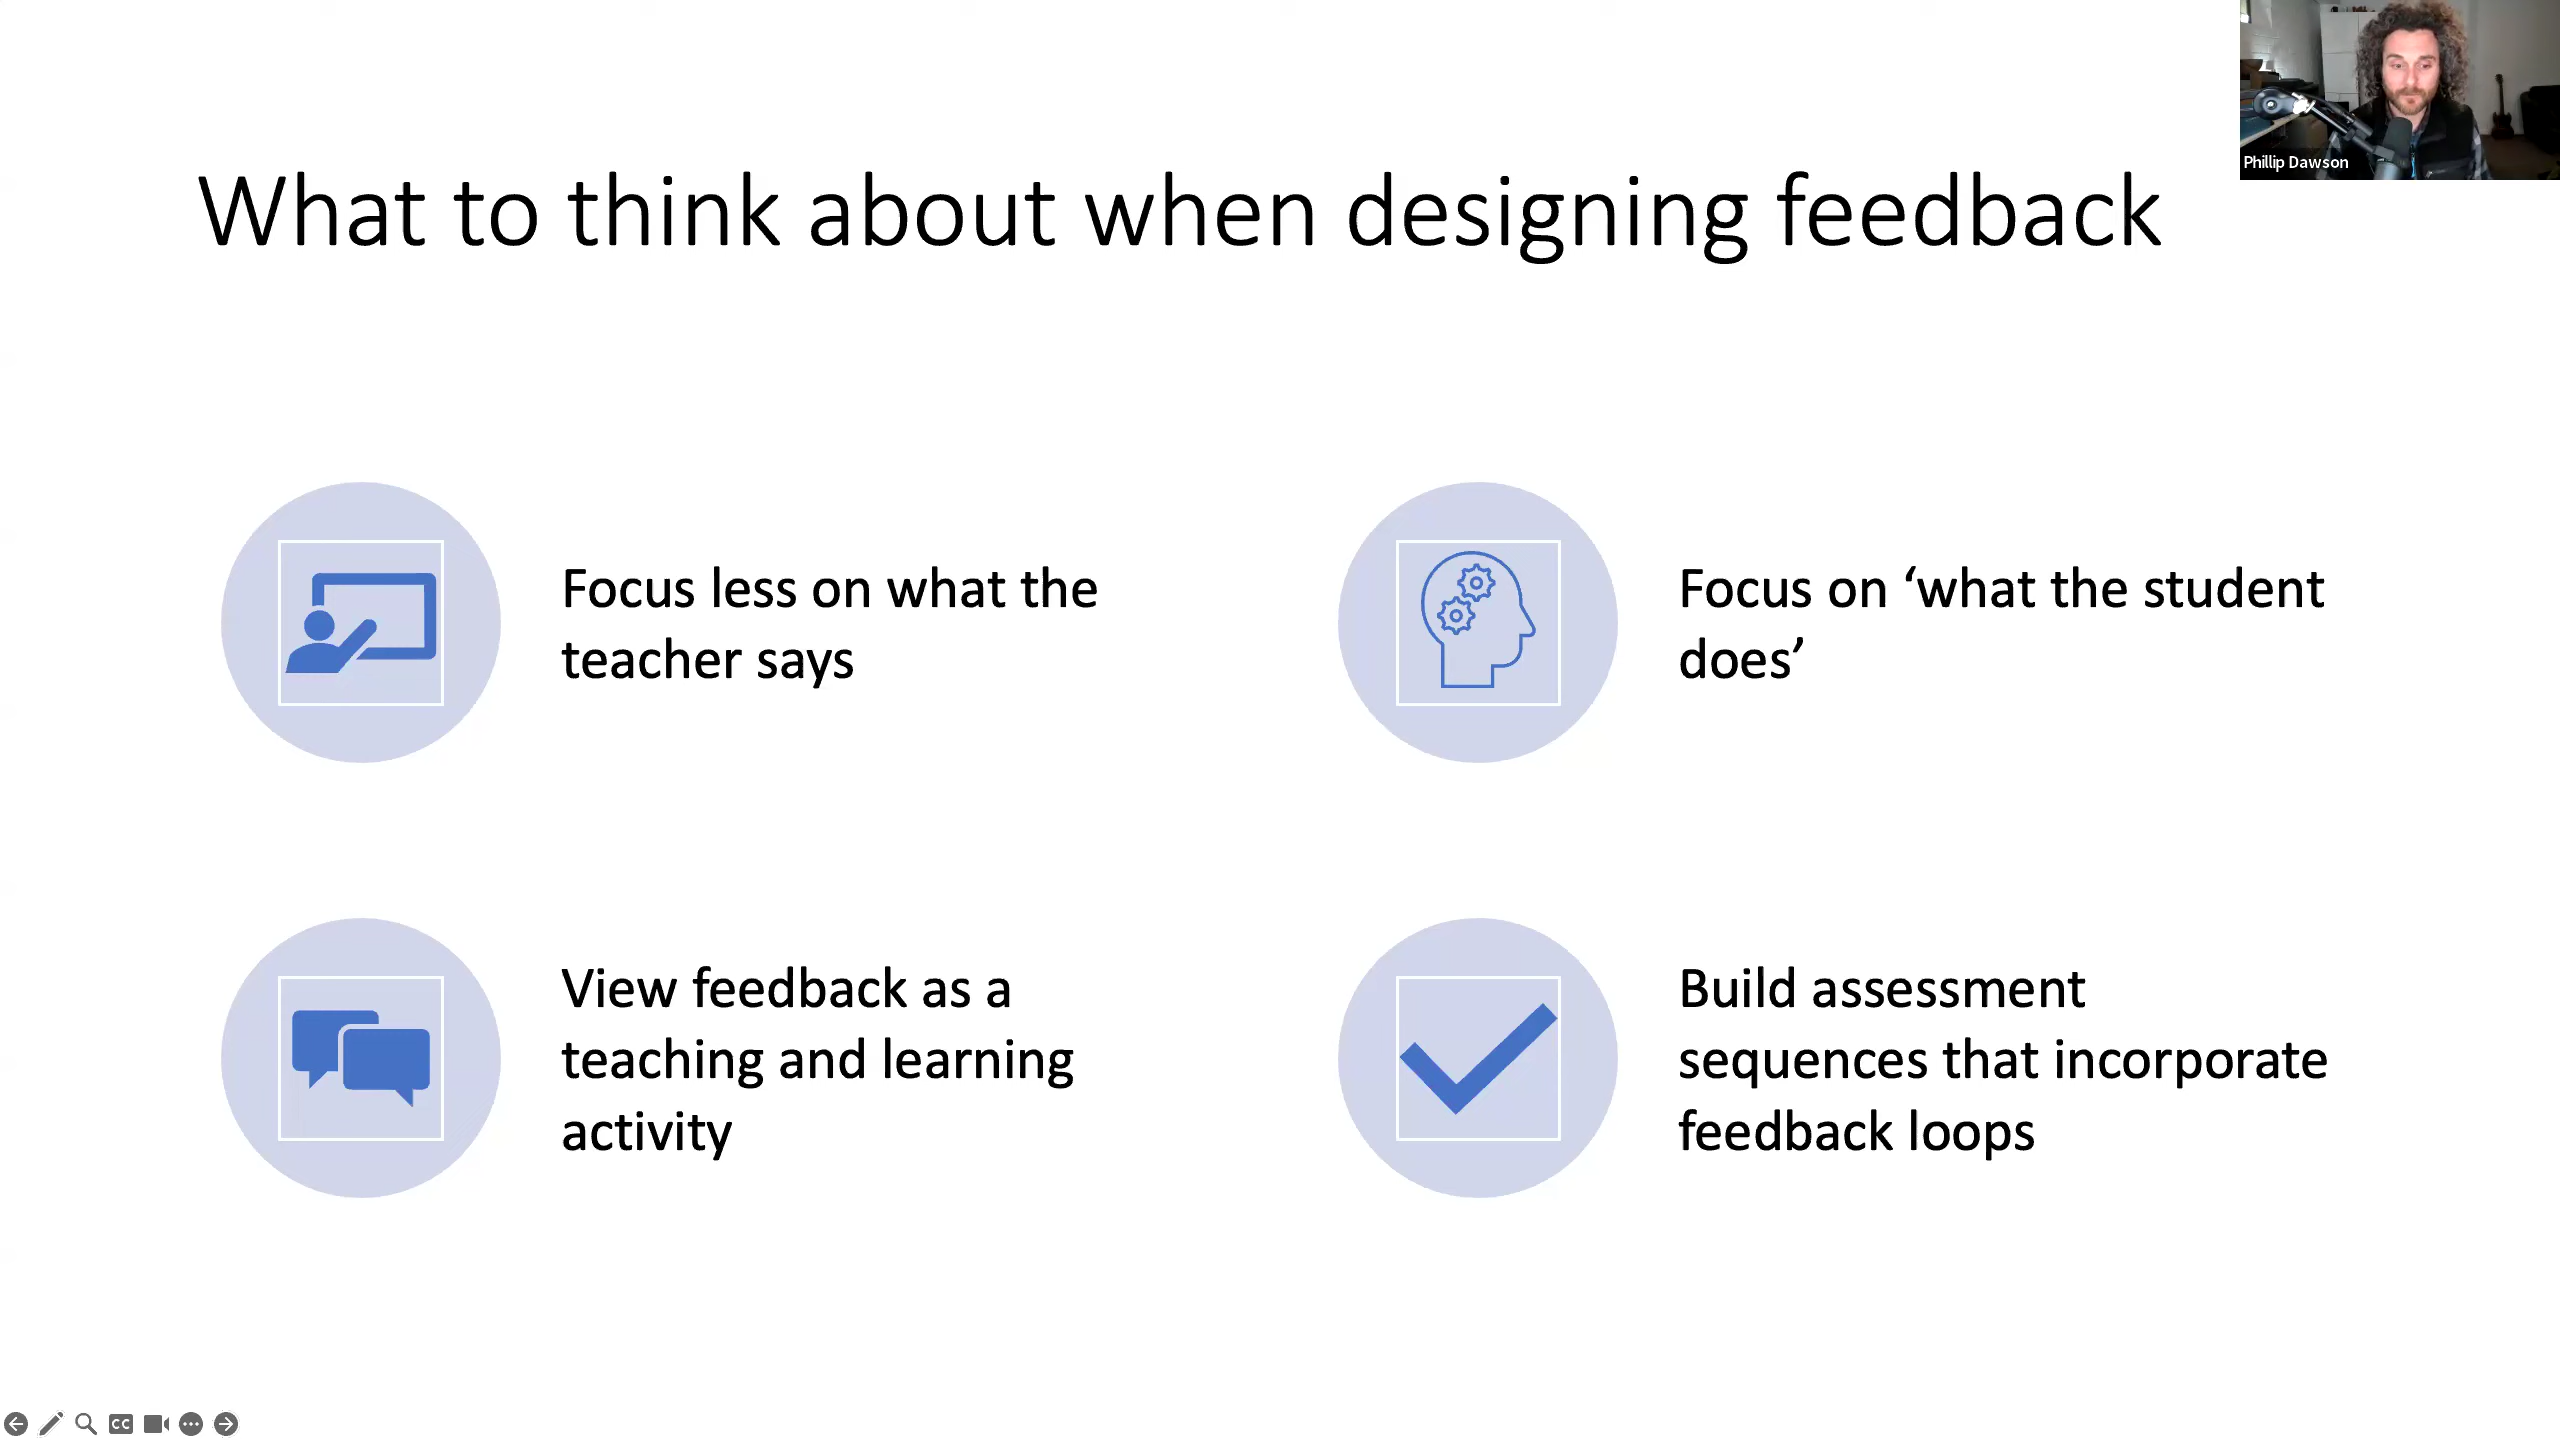 What to think about when designing feedback
Phillip Dawson
Focus less on what the
teacher says
Focus on ‘what the student
does’
View feedback as a
teaching and learning
activity
Build assessment
sequences that incorporate
feedback loops
CC